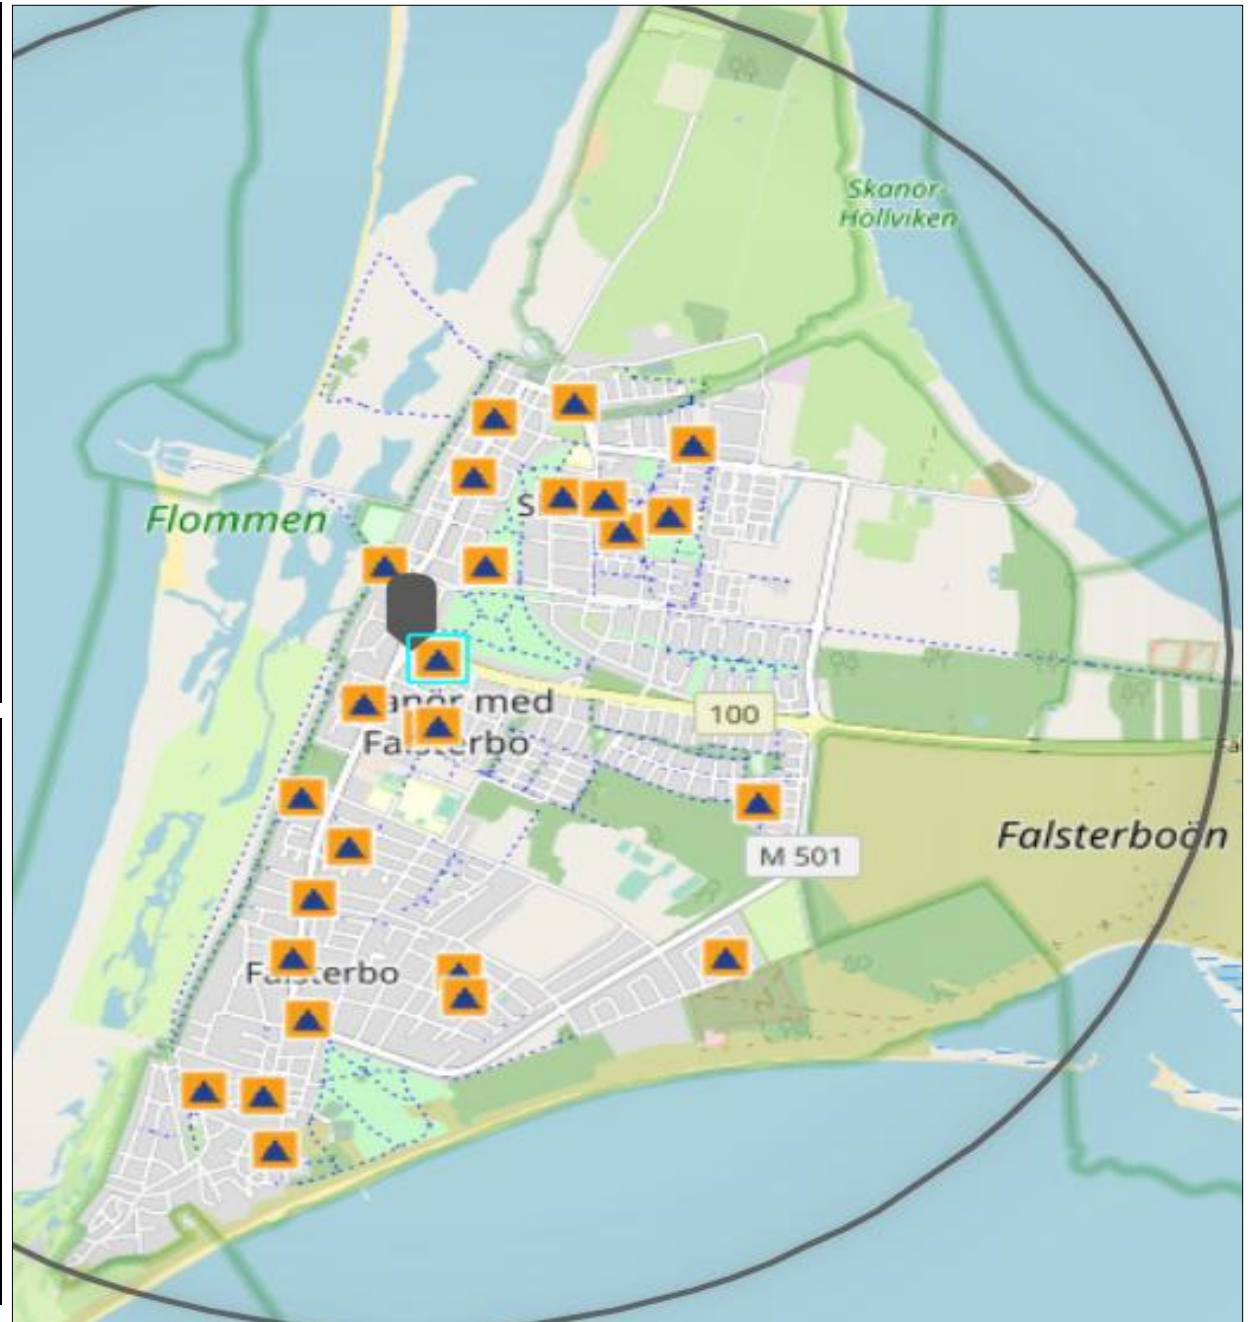 Skanör-
Höllviken
Flommen
S
anör med
Falsterbo
100
Falsterboön
M 501
Falsterbo